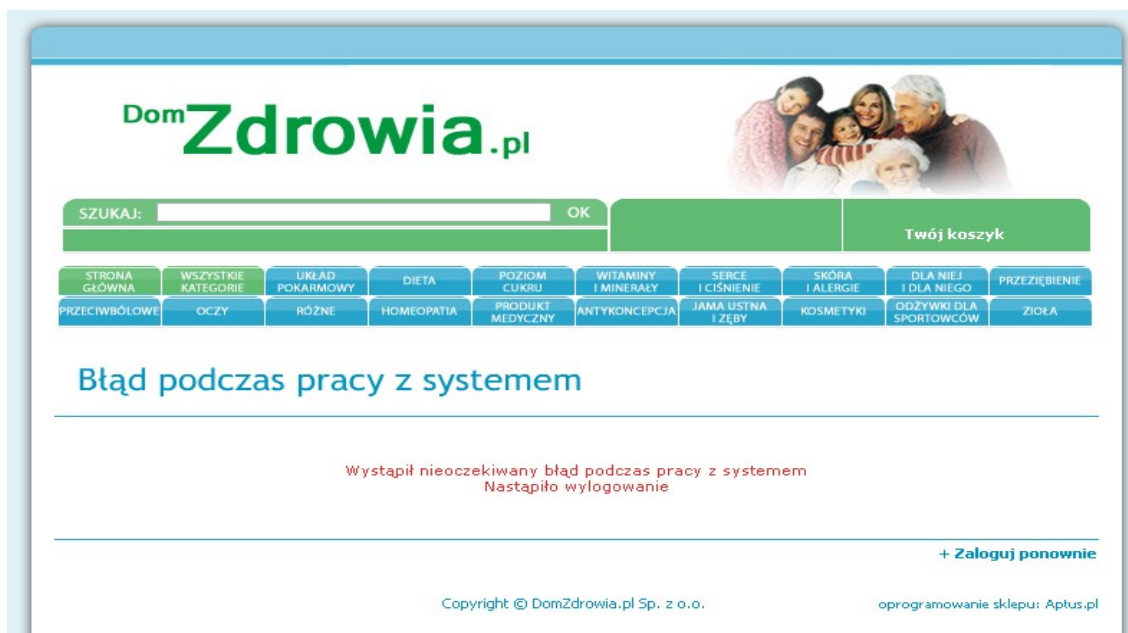 DomZdrowia.pl
SZUKAJ: OK
Twój koszyk
STRONA GŁÓWNA
WSZYSTKIE KATEGORIE
UKŁAD POKARMOWY
DIETA
POZIOM CUKRU
WITAMINY I MINERAŁY
SERCE I CIŚNIENIE
SKÓRA I ALERGIE
DLA NIEJ I DLA NIEGO
PRZEZIĘBIENIE
PRZECIWBÓLOWE
OCZY
RÓŻNE
HOMEOPATIA
PRODUKT MEDYCZNY
ANTYKONCEPCJA
JAMA USTNA I ZĘBY
KOSMETYKI
ODŻYWKI DLA SPORTOWCÓW
ZIOŁA
Błąd podczas pracy z systemem
Wystąpił nieoczekiwany błąd podczas pracy z systemem
Nastąpiło wylogowanie
+ Zaloguj ponownie
Copyright © DomZdrowia.pl Sp. z o.o.
oprogramowanie sklepu: Aptus.pl